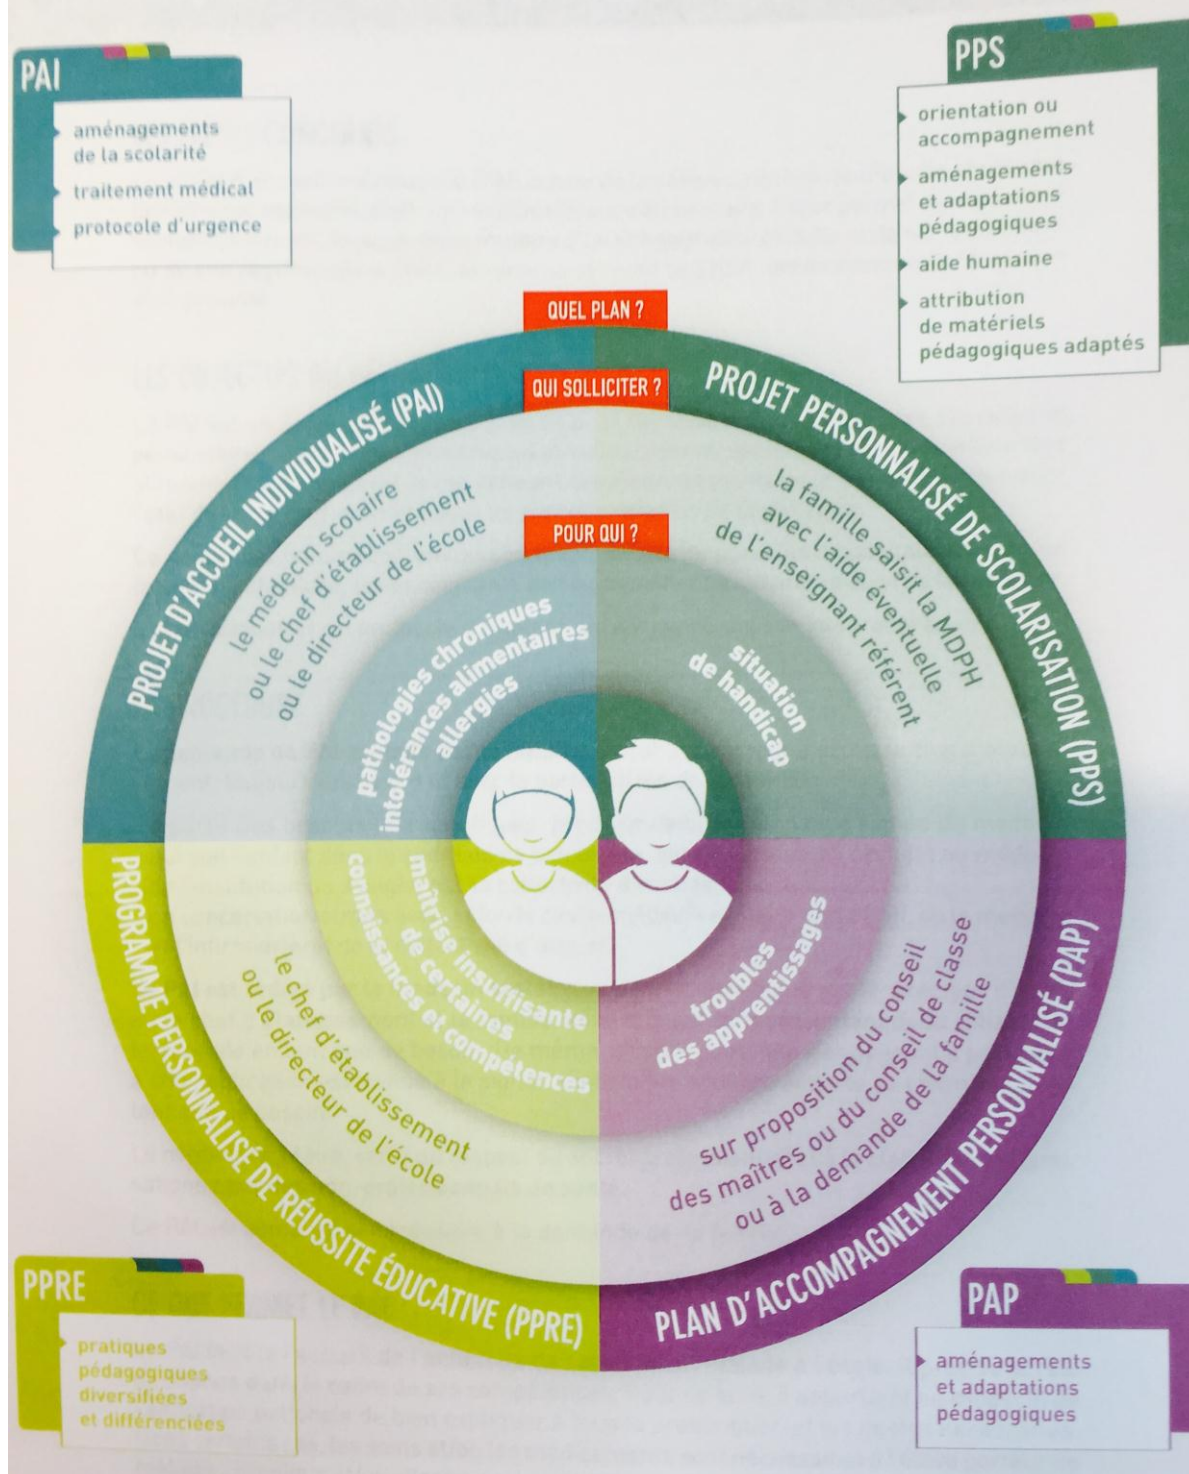 PAI
aménagements
de la scolarité
traitement médical
protocole d'urgence
PPS
orientation ou
accompagnement
aménagements
et adaptations
pédagogiques
aide humaine
attribution
de matériels
pédagogiques adaptés
QUEL PLAN ?
QUI SOLLICITER ?
POUR QUI ?
PROJET D'ACCUEIL INDIVIDUALISÉ (PAI)
le médecin scolaire
ou le chef d'établissement
ou le directeur de l'école
pathologies chroniques
intolérances alimentaires
allergies
PROJET PERSONNALISÉ DE SCOLARISATION (PPS)
la famille saisit la MDPH
avec l'aide éventuelle
de l'enseignant référent
situation
de handicap
PROGRAMME PERSONNALISÉ DE RÉUSSITE ÉDUCATIVE (PPRE)
le chef d'établissement
ou le directeur de l'école
maîtrise insuffisante
de certaines
connaissances et compétences
PLAN D'ACCOMPAGNEMENT PERSONNALISÉ (PAP)
troubles
des apprentissages
sur proposition du conseil
des maîtres ou du conseil de classe
ou à la demande de la famille
PPRE
pratiques
pédagogiques
diversifiées
et différenciées
PAP
aménagements
et adaptations
pédagogiques